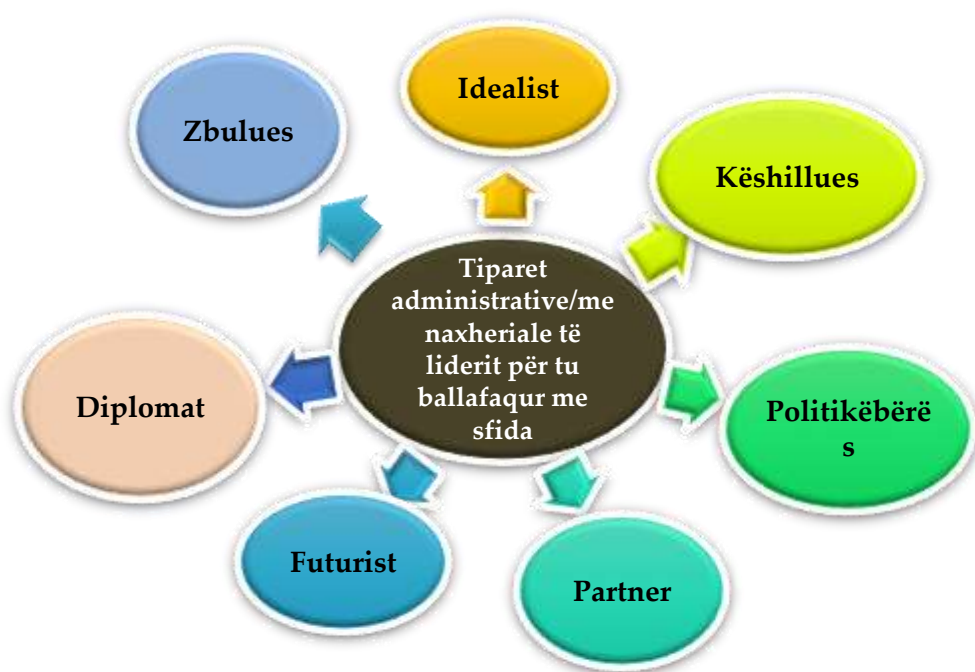 Idealist
Zbulues
Këshillues
Tiparet
administrative/me
naxheriale të
liderit për tu
ballafaqur me
sfida
Diplomat
Politikëbërë
s
Futurist
Partner